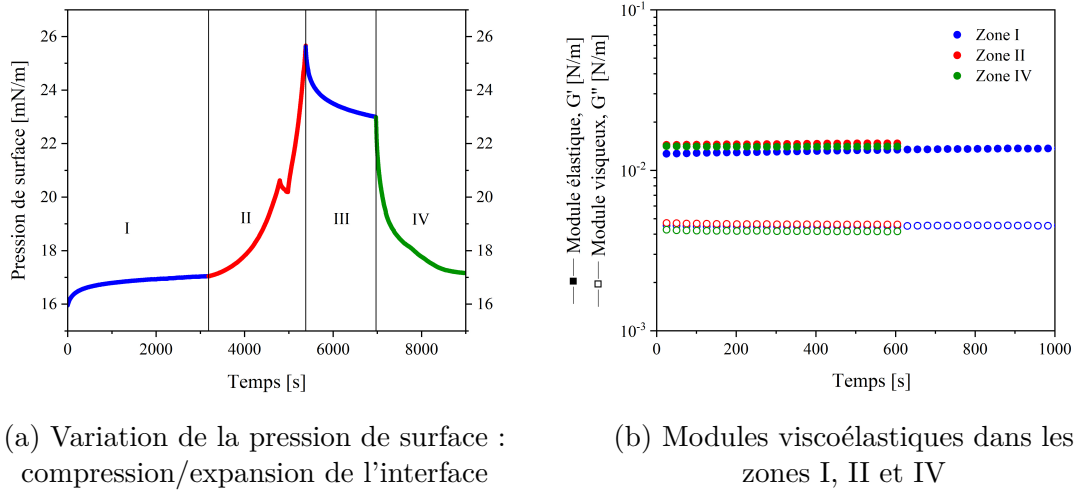 26
24
22
20
18
16
26
24
22
20
18
16
Pression de surface [mN/m]
I
II
III
IV
0
2000
4000
6000
8000
Temps [s]
10⁻¹
10⁻²
10⁻³
Module élastique, G' [N/m]
Module visqueux, G'' [N/m]
Zone I
Zone II
Zone IV
0
200
400
600
800
1000
Temps [s]
(a) Variation de la pression de surface :
compression/expansion de l'interface
(b) Modules viscoélastiques dans les
zones I, II et IV